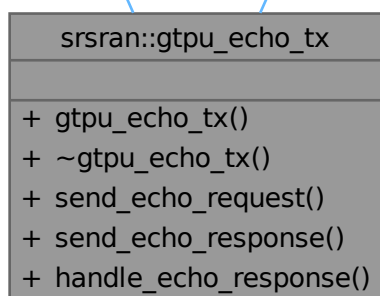 srsran::gtpu_echo_tx
+ gtpu_echo_tx()
+ ~gtpu_echo_tx()
+ send_echo_request()
+ send_echo_response()
+ handle_echo_response()